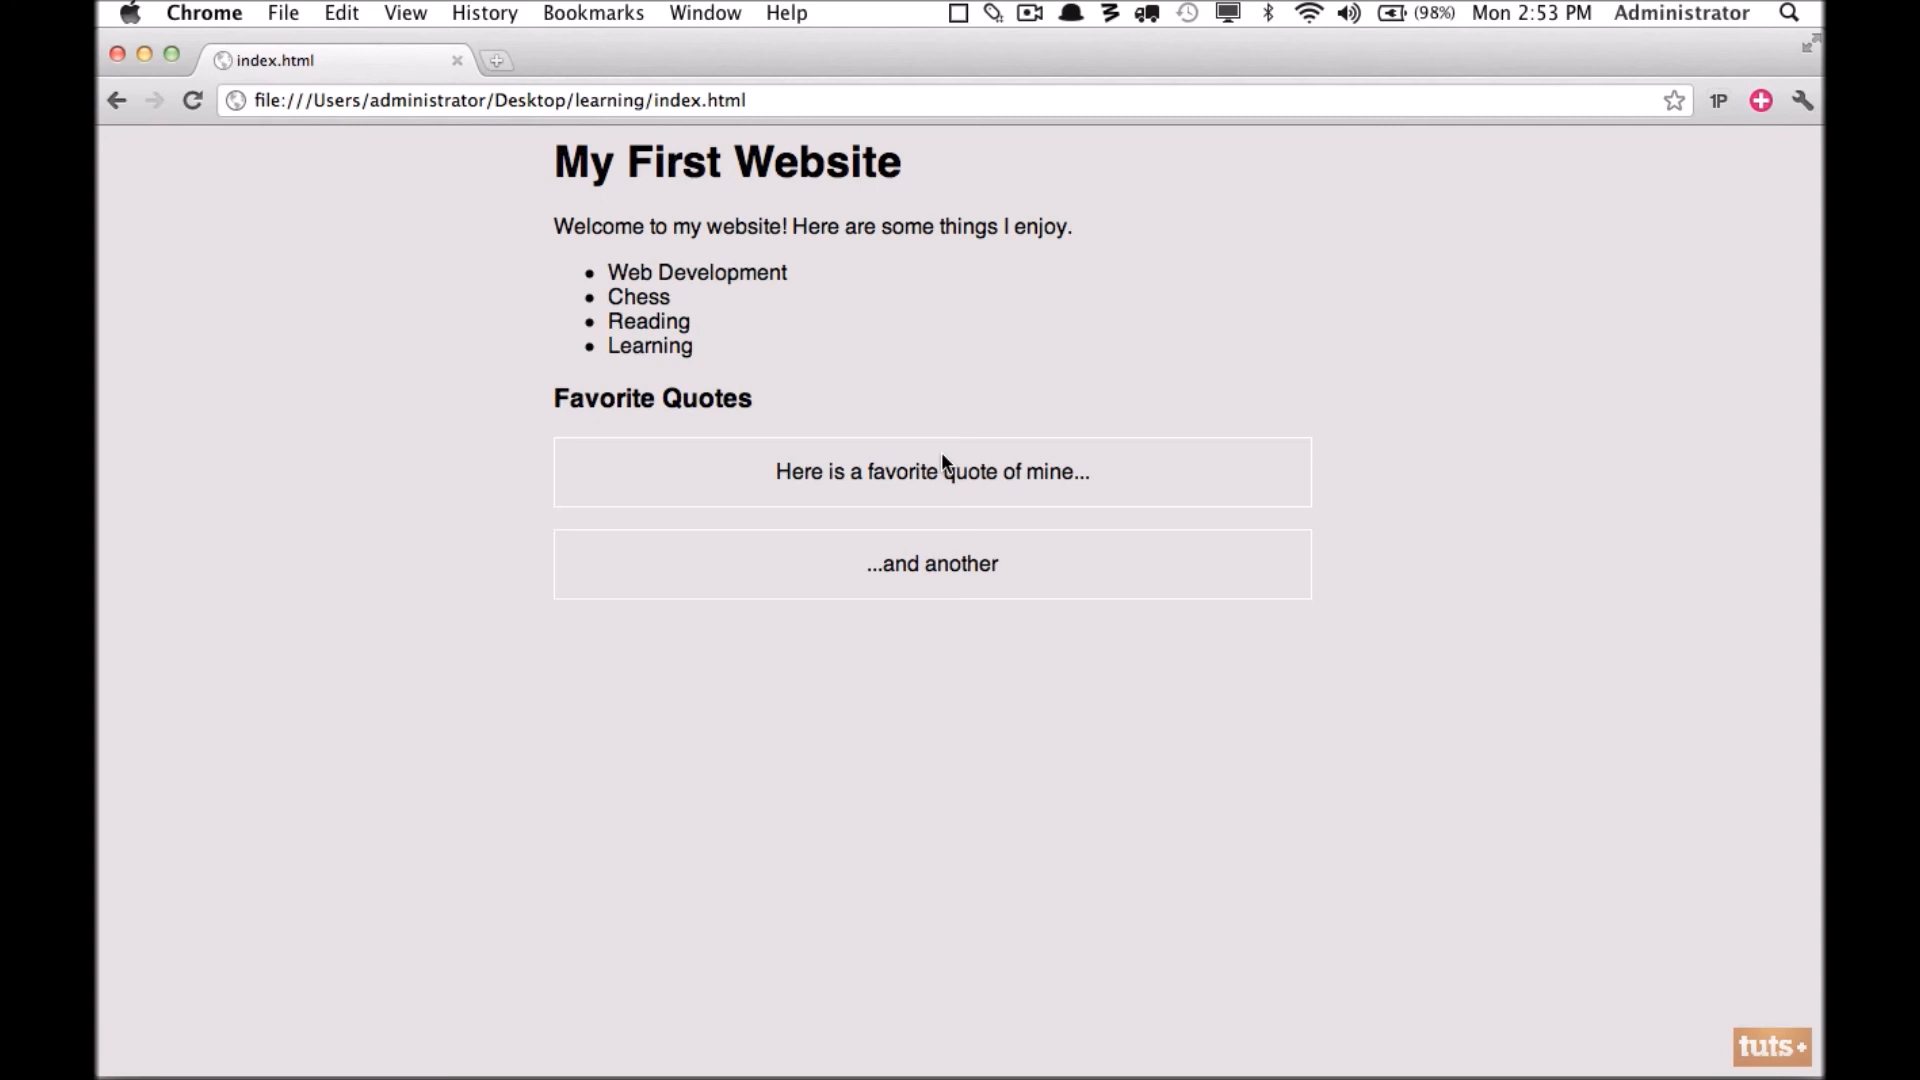 Chrome File Edit View History Bookmarks Window Help (98%) Mon 2:53 PM Administrator
index.html
file:///Users/administrator/Desktop/learning/index.html 1P
My First Website
Welcome to my website! Here are some things I enjoy.
• Web Development
• Chess
• Reading
• Learning
Favorite Quotes
Here is a favorite quote of mine...
...and another
tuts+